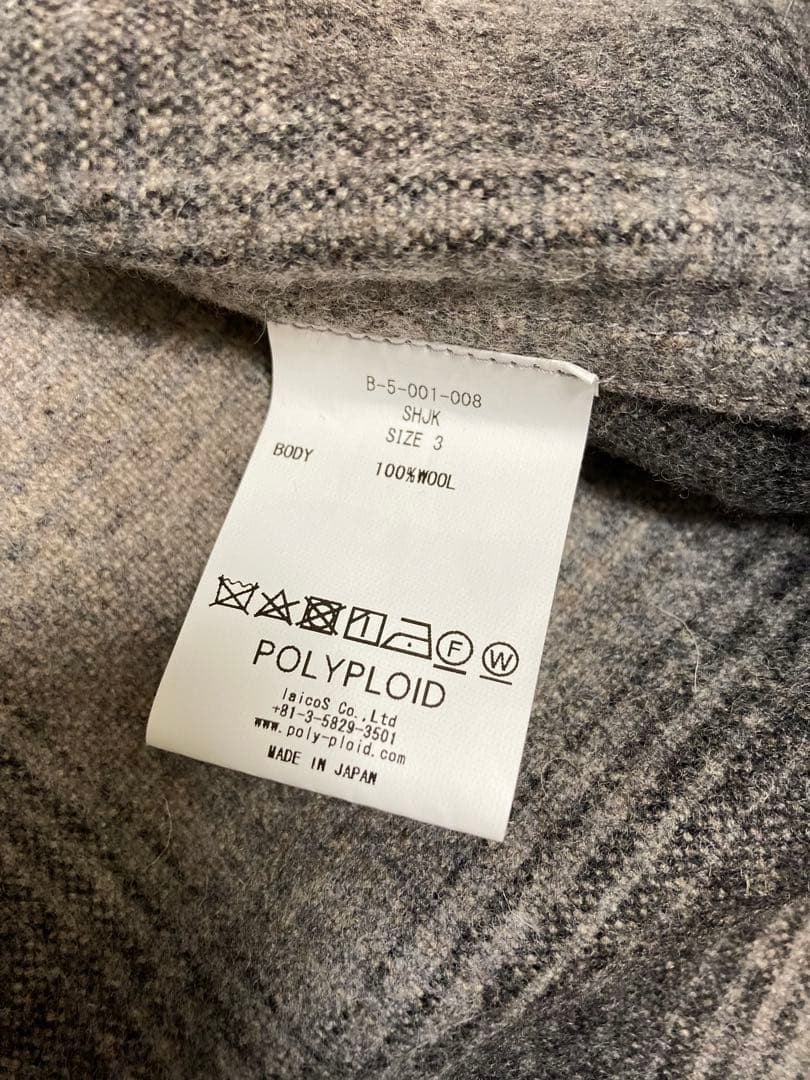 B-5-001-008
SHJK
SIZE 3
BODY 100%WOOL
F W
POLYPLOID
laicoS Co.,Ltd
+81-3-5829-3501
www.poly-ploid.com
MADE IN JAPAN